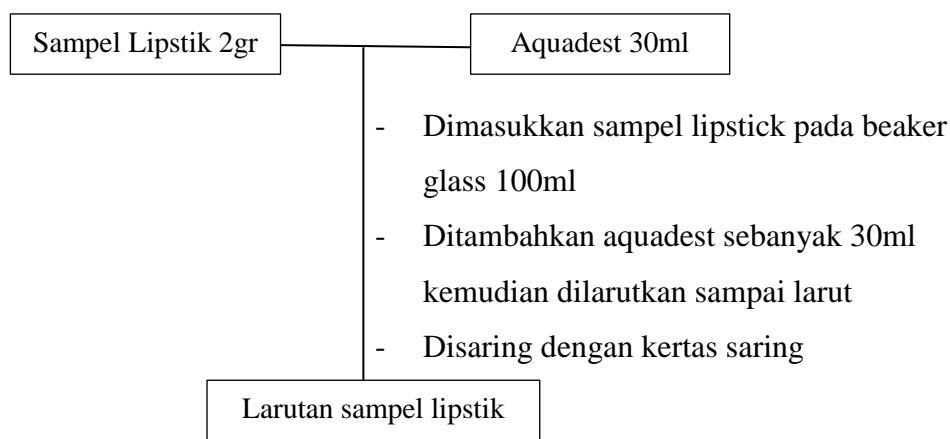 Sampel Lipstik 2gr
Aquadest 30ml
- Dimasukkan sampel lipstick pada beaker
glass 100ml
- Ditambahkan aquadest sebanyak 30ml
kemudian dilarutkan sampai larut
- Disaring dengan kertas saring
Larutan sampel lipstik